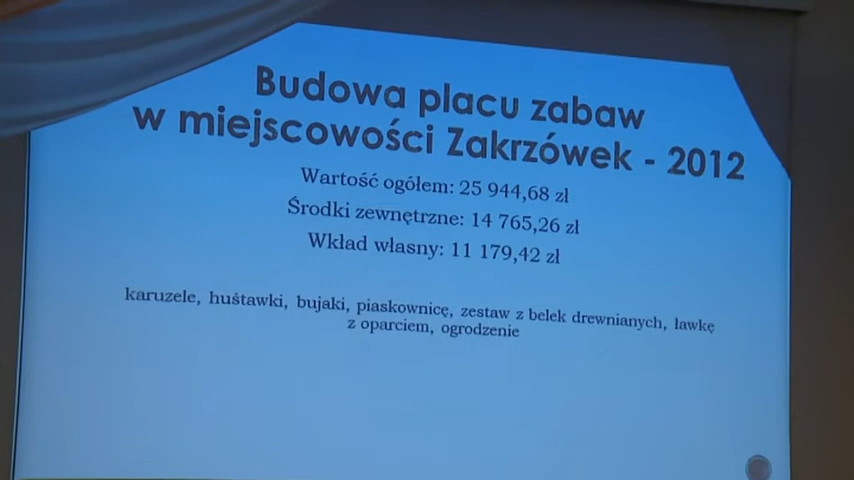 Budowa placu zabaw
w miejscowości Zakrzówek - 2012
Wartość ogółem: 25 944,68 zł
Środki zewnętrzne: 14 765,26 zł
Wkład własny: 11 179,42 zł
karuzele, huśtawki, bujaki, piaskownicę, zestaw z belek drewnianych, ławkę
z oparciem, ogrodzenie